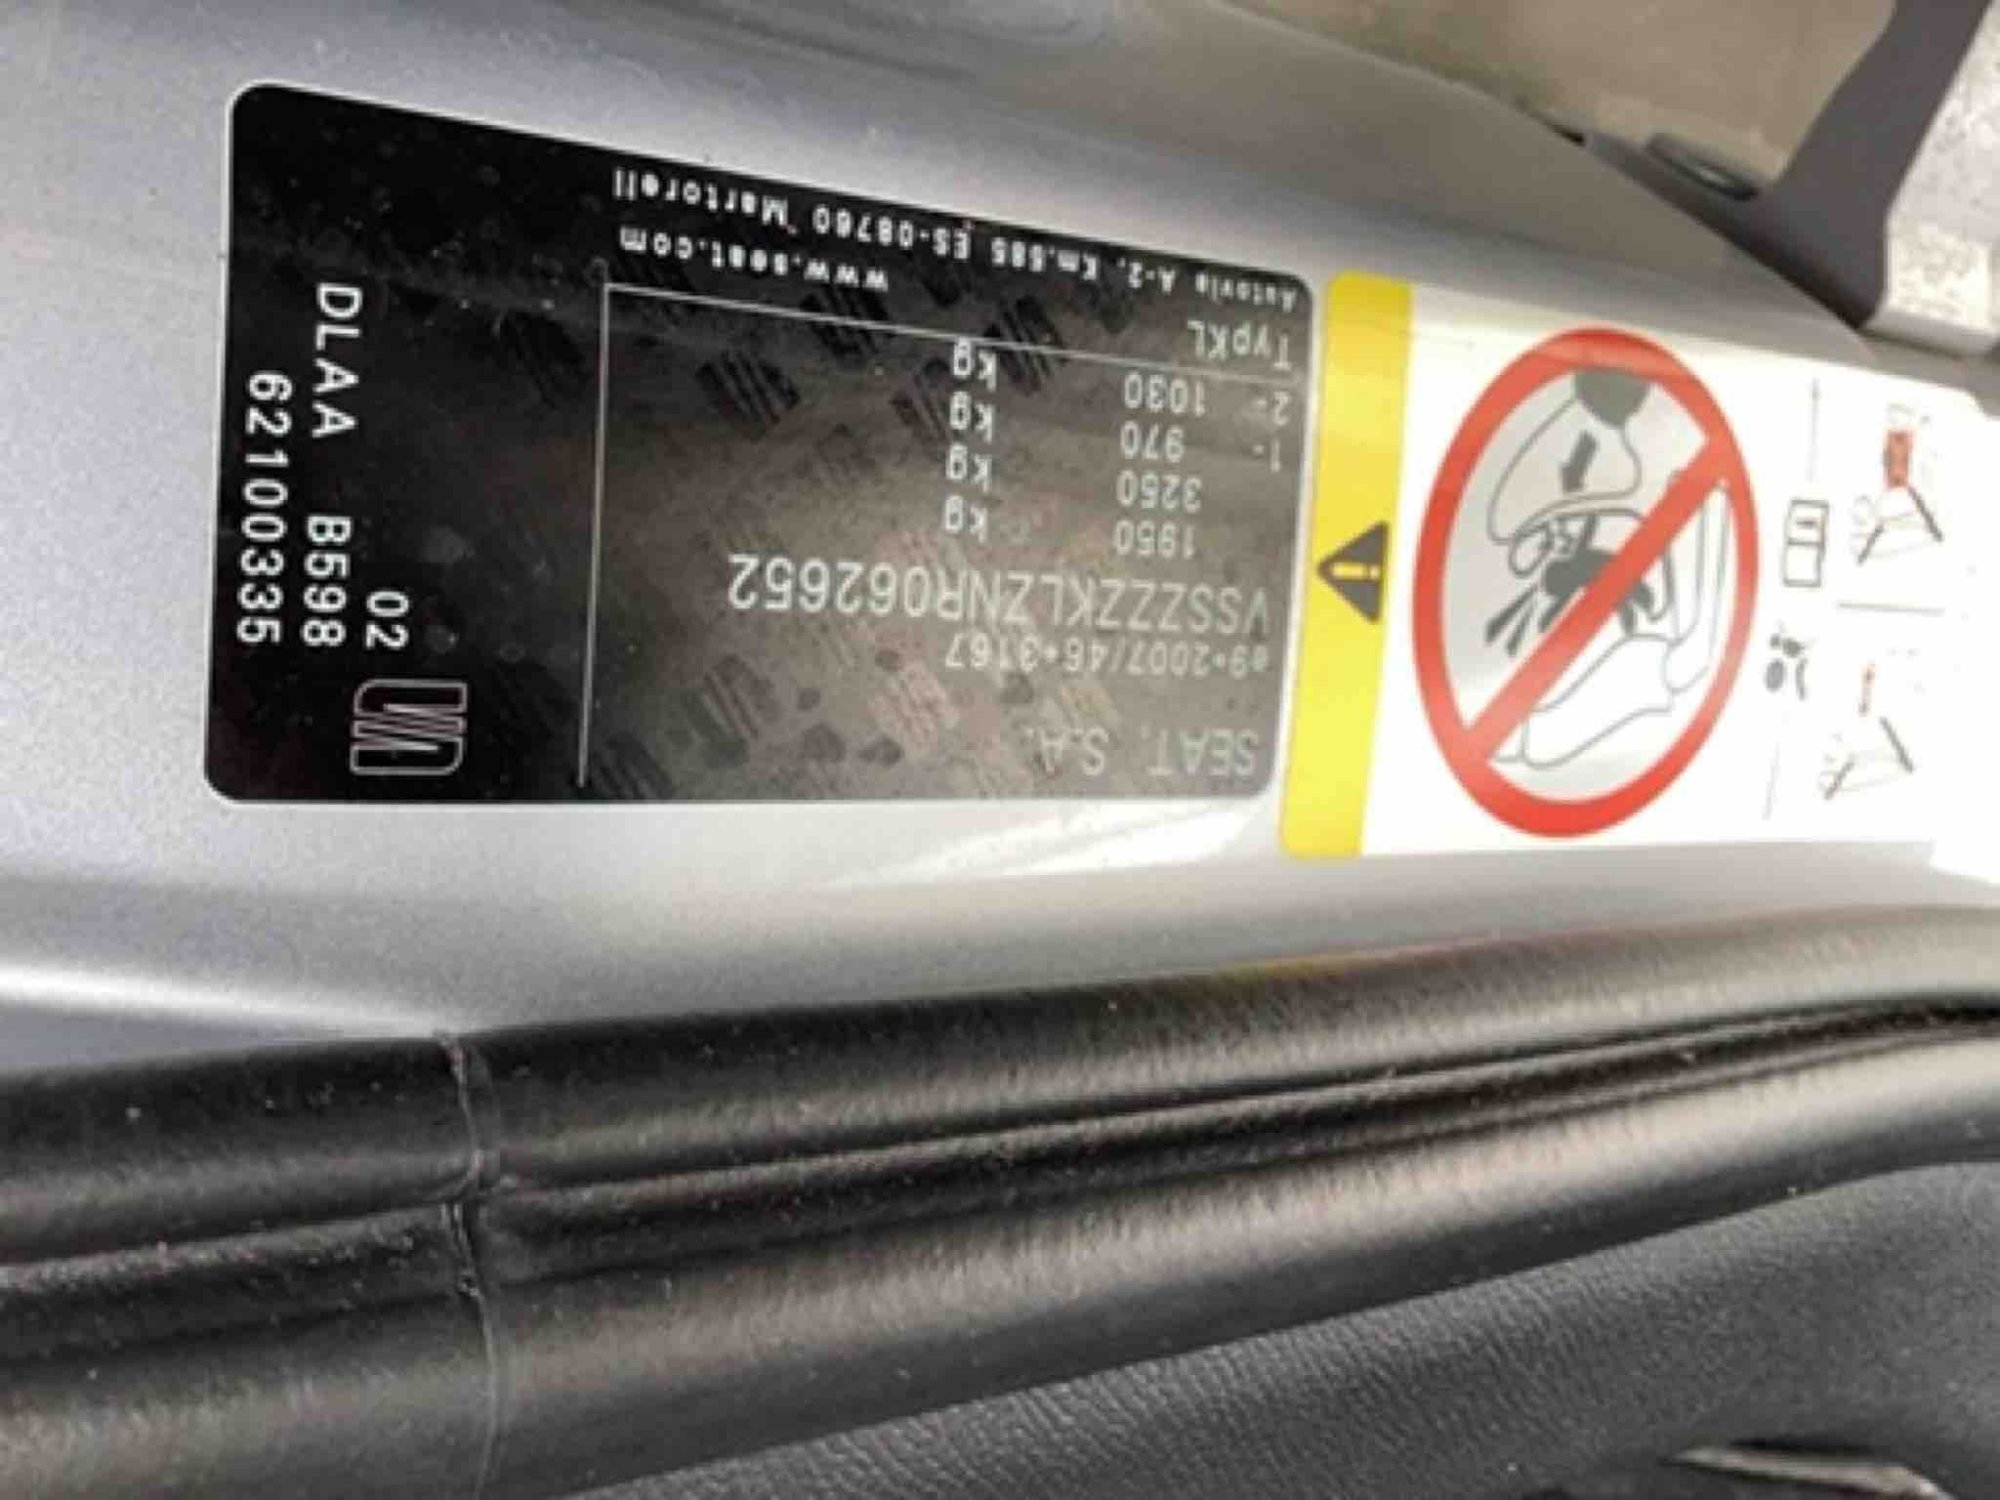 SEAT, S.A.
e9*2007/46*3167
VSSZZZKLZNR062652
1950 kg
3250 kg
1- 970 kg
2- 1030 kg
TypKL
www.seat.com
Autovia A-2, Km.585 ES-08760 Martorell
02
DLAA B598
62100335